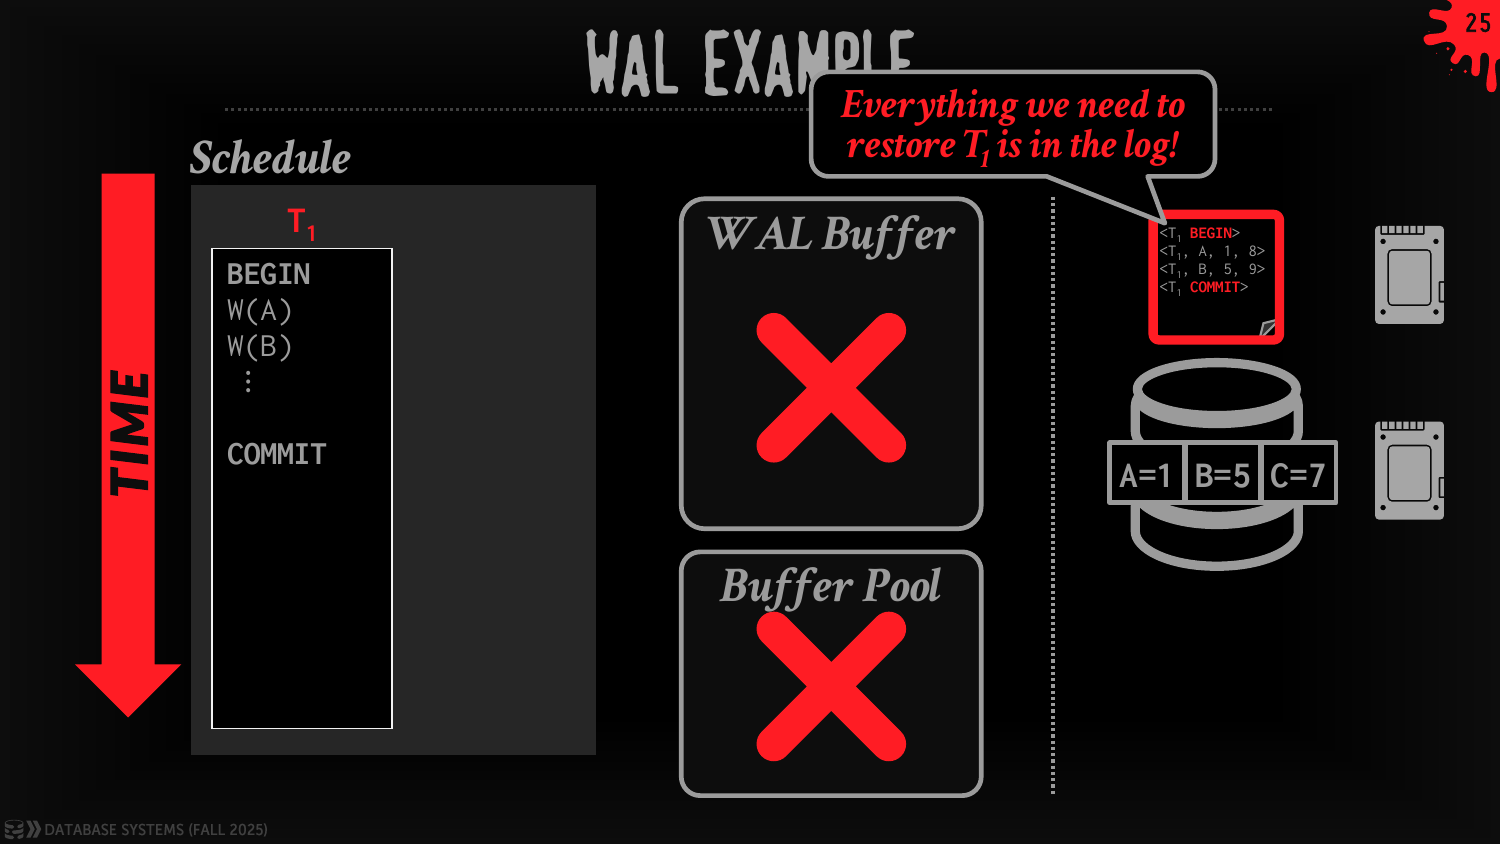 25
WAL EXAMPLE
Everything we need to
restore T1 is in the log!
Schedule
TIME
T1
BEGIN
W(A)
W(B)
⋮
COMMIT
WAL Buffer
Buffer Pool
<T1 BEGIN>
<T1, A, 1, 8>
<T1, B, 5, 9>
<T1 COMMIT>
A=1 B=5 C=7
DATABASE SYSTEMS (FALL 2025)